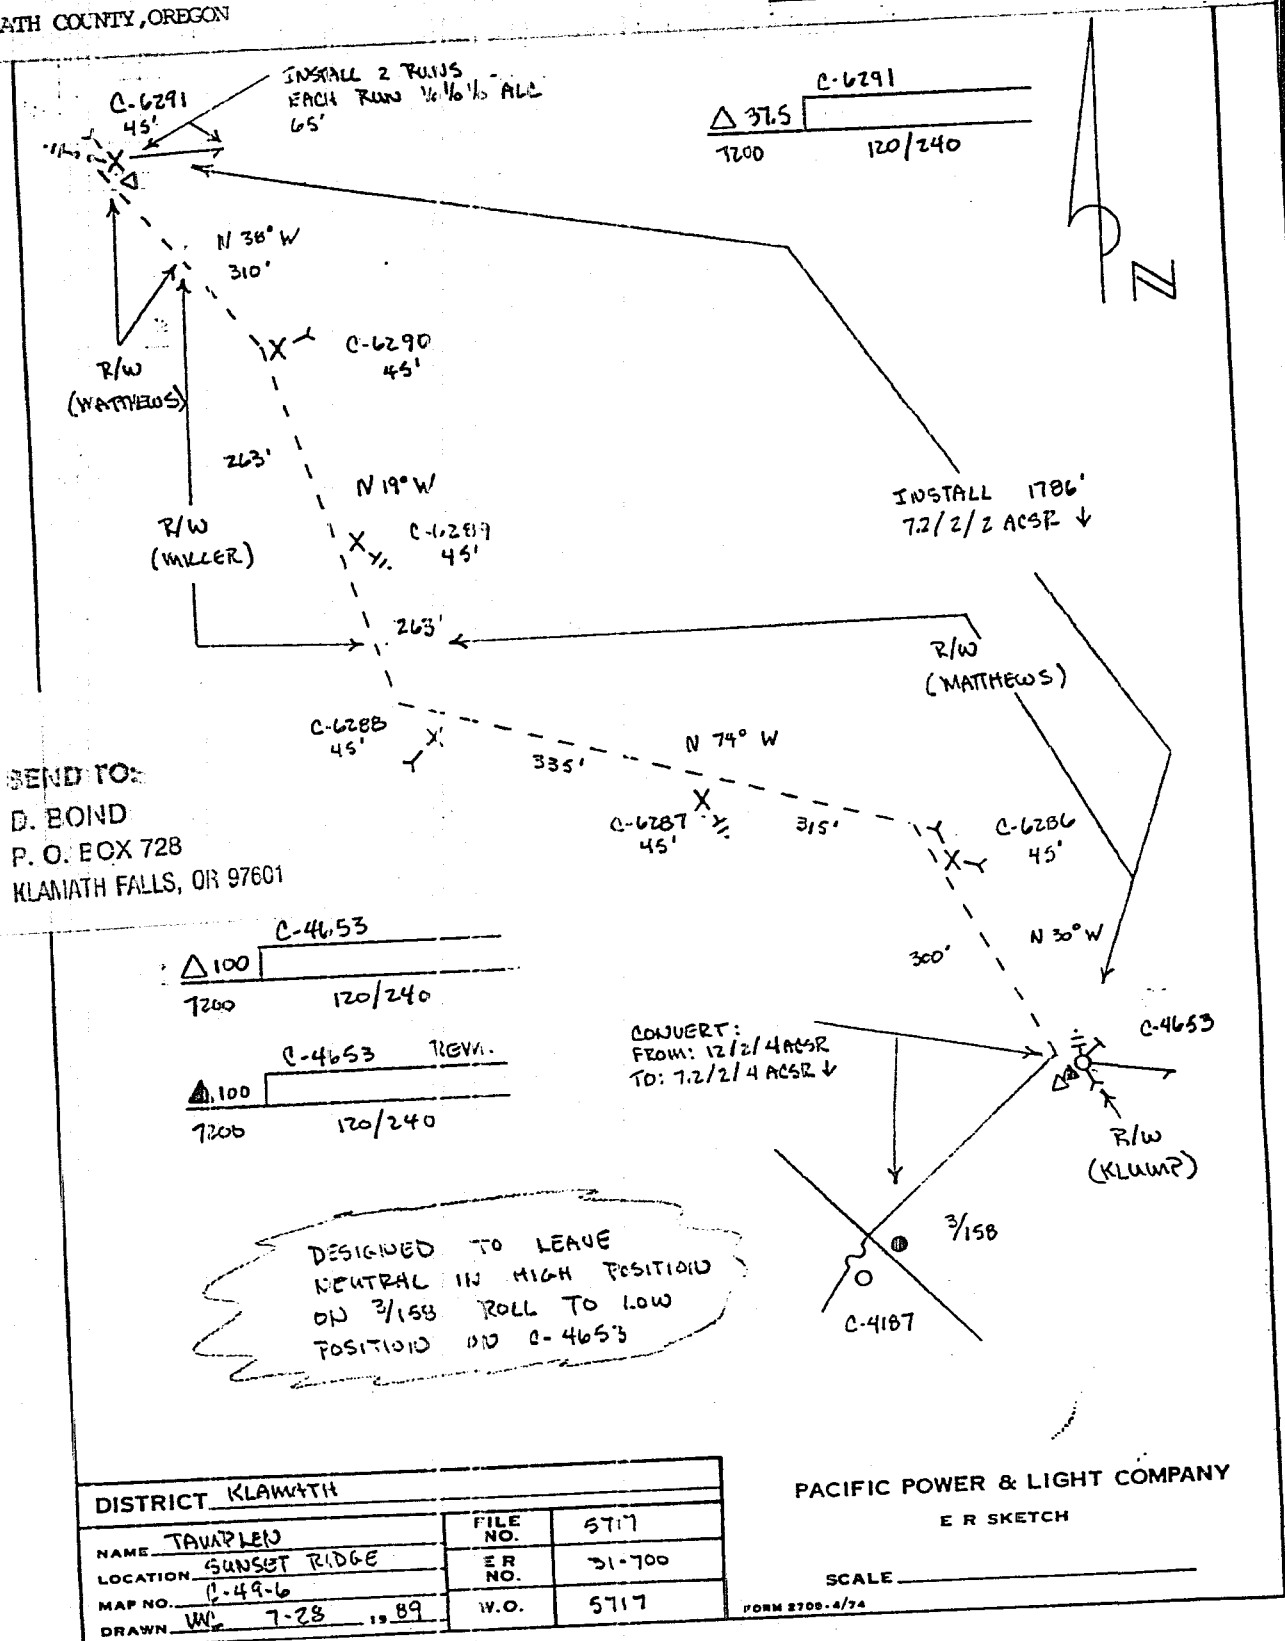 ATH COUNTY, OREGON
INSTALL 2 RUNS
EACH RUN 1/0 1/0 1/0 ALC
65'
C-6291
45'
C-6291
△ 37.5
7200
120/240
N
N 38° W
310'
C-6290
45'
R/W
(MATTHEWS)
263'
N 19° W
INSTALL 1786'
7.2/2/2 ACSR ↓
R/W
(MILLER)
C-6289
45'
263'
R/W
(MATTHEWS)
C-6288
45'
335'
N 74° W
SEND TO:
D. BOND
P. O. BOX 728
KLAMATH FALLS, OR 97601
C-6287
45'
315'
C-6286
45'
300'
N 30° W
C-4653
△ 100
7200
120/240
CONVERT:
FROM: 12/2/4 ACSR
TO: 7.2/2/4 ACSR ↓
C-4653
C-4653 REM.
▲ 100
7200
120/240
R/W
(KLUMP)
3/158
C-4187
DESIGNED TO LEAVE
NEUTRAL IN HIGH POSITION
ON 3/158 ROLL TO LOW
POSITION ON C-4653
DISTRICT KLAMATH
NAME TAMPLEN
LOCATION SUNSET RIDGE
MAP NO. C-49-6
DRAWN 7-28 1989
FILE NO. 5717
E R NO. 31-700
W.O. 5717
PACIFIC POWER & LIGHT COMPANY
E R SKETCH
SCALE
FORM 2700-4/74